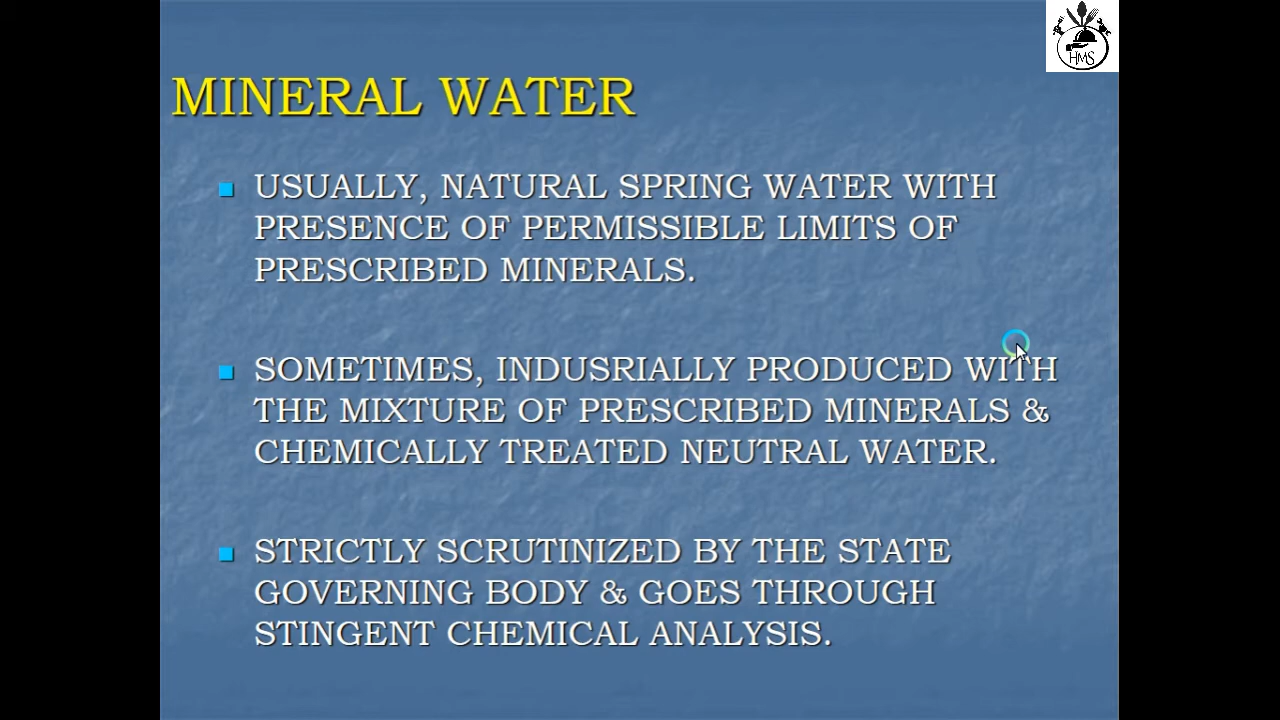 HMS
MINERAL WATER
USUALLY, NATURAL SPRING WATER WITH
PRESENCE OF PERMISSIBLE LIMITS OF
PRESCRIBED MINERALS.
SOMETIMES, INDUSRIALLY PRODUCED WITH
THE MIXTURE OF PRESCRIBED MINERALS &
CHEMICALLY TREATED NEUTRAL WATER.
STRICTLY SCRUTINIZED BY THE STATE
GOVERNING BODY & GOES THROUGH
STINGENT CHEMICAL ANALYSIS.